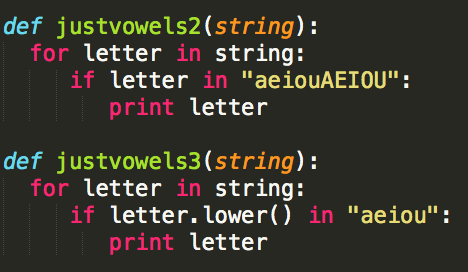 def justvowels2(string):
  for letter in string:
     if letter in "aeiouAEIOU":
        print letter

def justvowels3(string):
  for letter in string:
     if letter.lower() in "aeiou":
        print letter